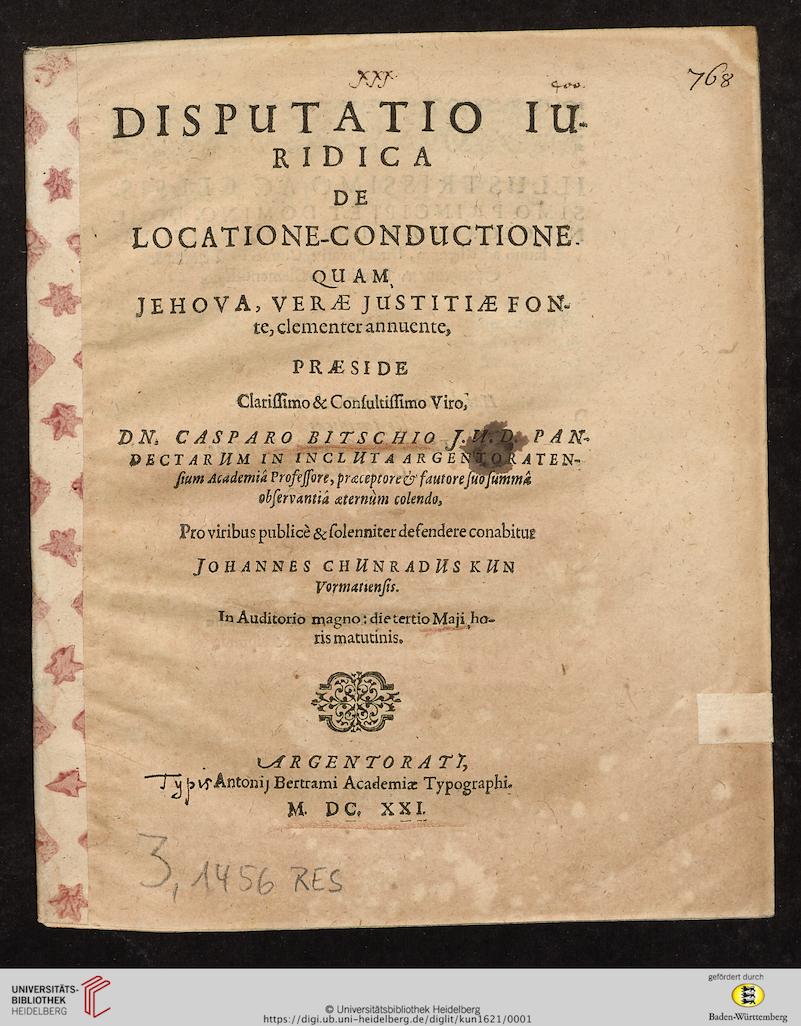 XXX.
400.
768
DISPUTATIO IU-
RIDICA
DE
LOCATIONE-CONDUCTIONE.
QUAM,
JEHOVA, VERÆ JUSTITIÆ FON-
te, clementer annuente,
PRÆSIDE
Clarissimo & Consultissimo Viro,
DN. CASPARO BITSCHIO J.U.D. PAN-
DECTARUM IN INCLUTA ARGENTORATEN-
sium Academiâ Professore, præceptore & fautore suo summâ
observantiâ æternùm colendo,
Pro viribus publicè & solenniter defendere conabitur
JOHANNES CHUNRADUS KUN
Vormatiensis.
In Auditorio magno: die tertio Maji, ho-
ris matutinis.
ARGENTORATI,
Typis Antonij Bertrami Academiæ Typographi.
M. DC. XXI.
3, 1456 RES
UNIVERSITÄTS-
BIBLIOTHEK
HEIDELBERG
© Universitätsbibliothek Heidelberg
https://digi.ub.uni-heidelberg.de/diglit/kun1621/0001
gefördert durch
Baden-Württemberg